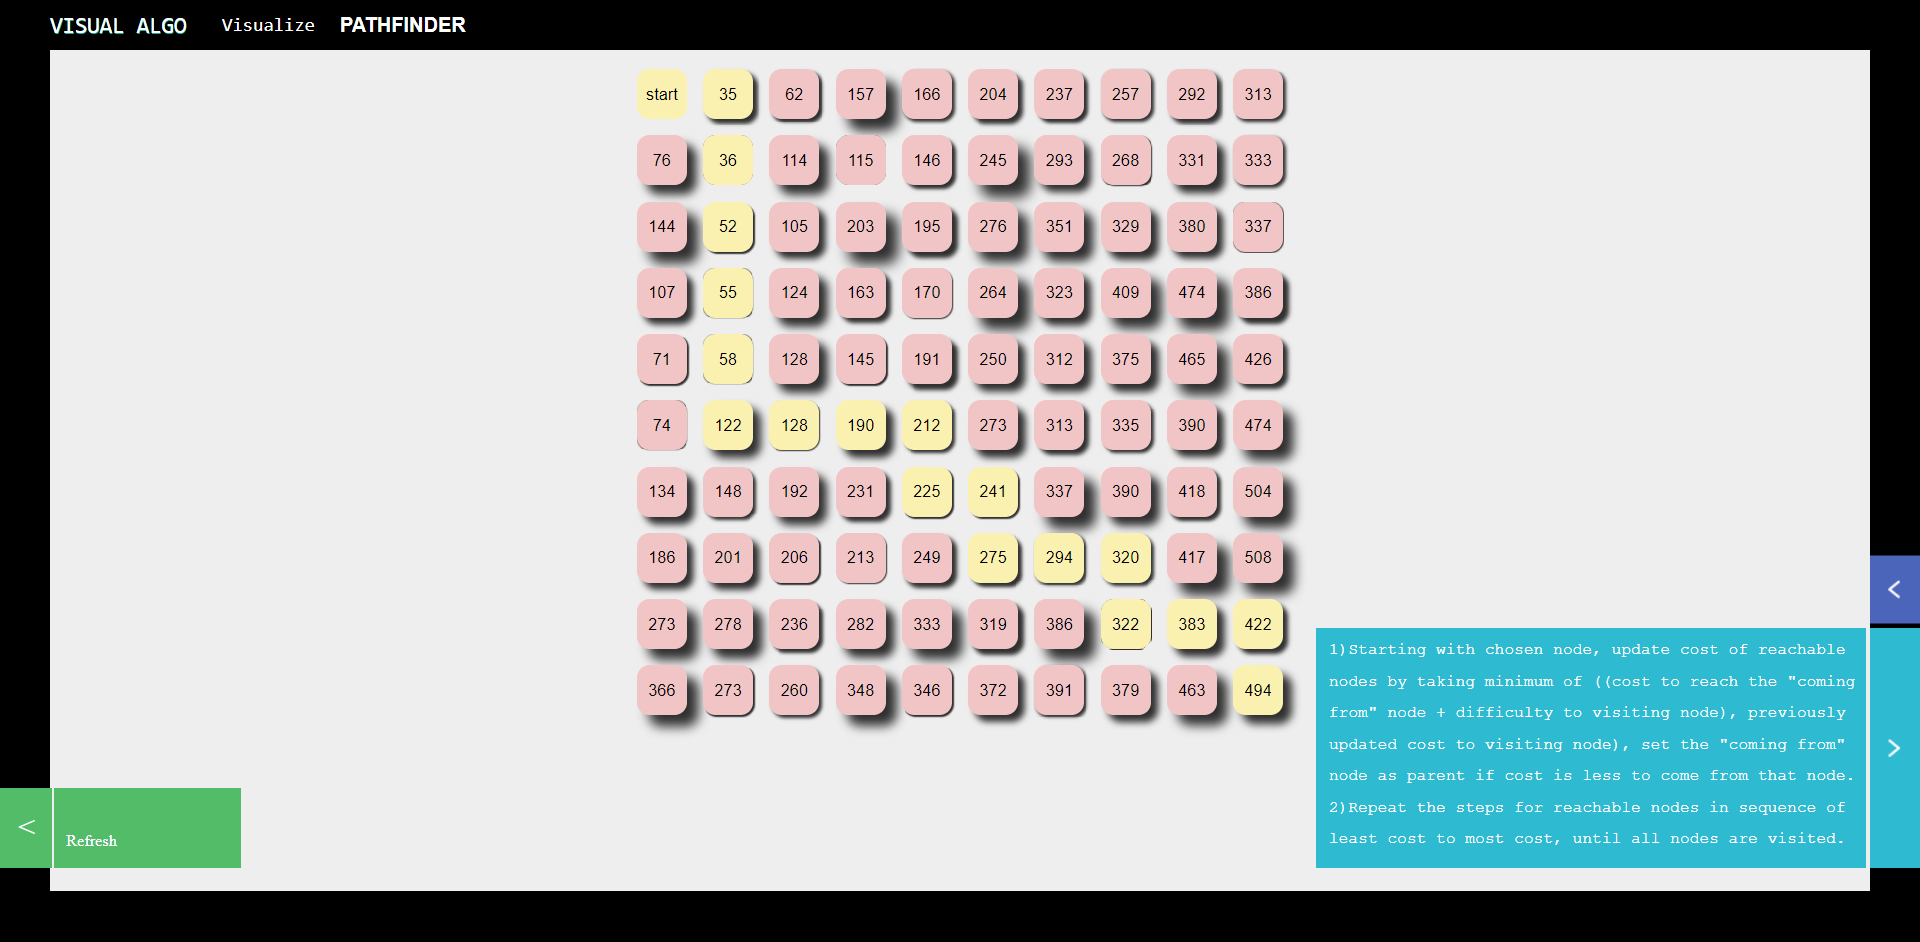 VISUAL ALGO Visualize PATHFINDER
start 35 62 157 166 204 237 257 292 313
76 36 114 115 146 245 293 268 331 333
144 52 105 203 195 276 351 329 380 337
107 55 124 163 170 264 323 409 474 386
71 58 128 145 191 250 312 375 465 426
74 122 128 190 212 273 313 335 390 474
134 148 192 231 225 241 337 390 418 504
186 201 206 213 249 275 294 320 417 508
273 278 236 282 333 319 386 322 383 422
366 273 260 348 346 372 391 379 463 494
1)Starting with chosen node, update cost of reachable
nodes by taking minimum of ((cost to reach the "coming
from" node + difficulty to visiting node), previously
updated cost to visiting node), set the "coming from"
node as parent if cost is less to come from that node.
2)Repeat the steps for reachable nodes in sequence of
least cost to most cost, until all nodes are visited.
<
>
<
Refresh